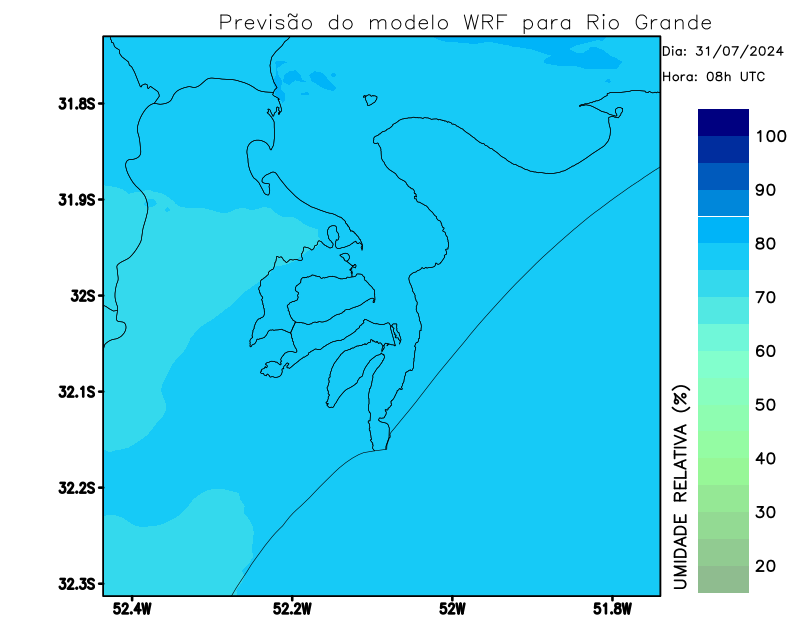 Previsão do modelo WRF para Rio Grande
Dia: 31/07/2024
Hora: 08h UTC
31.8S
31.9S
32S
32.1S
32.2S
32.3S
52.4W
52.2W
52W
51.8W
100
90
80
70
60
50
40
30
20
UMIDADE RELATIVA (%)